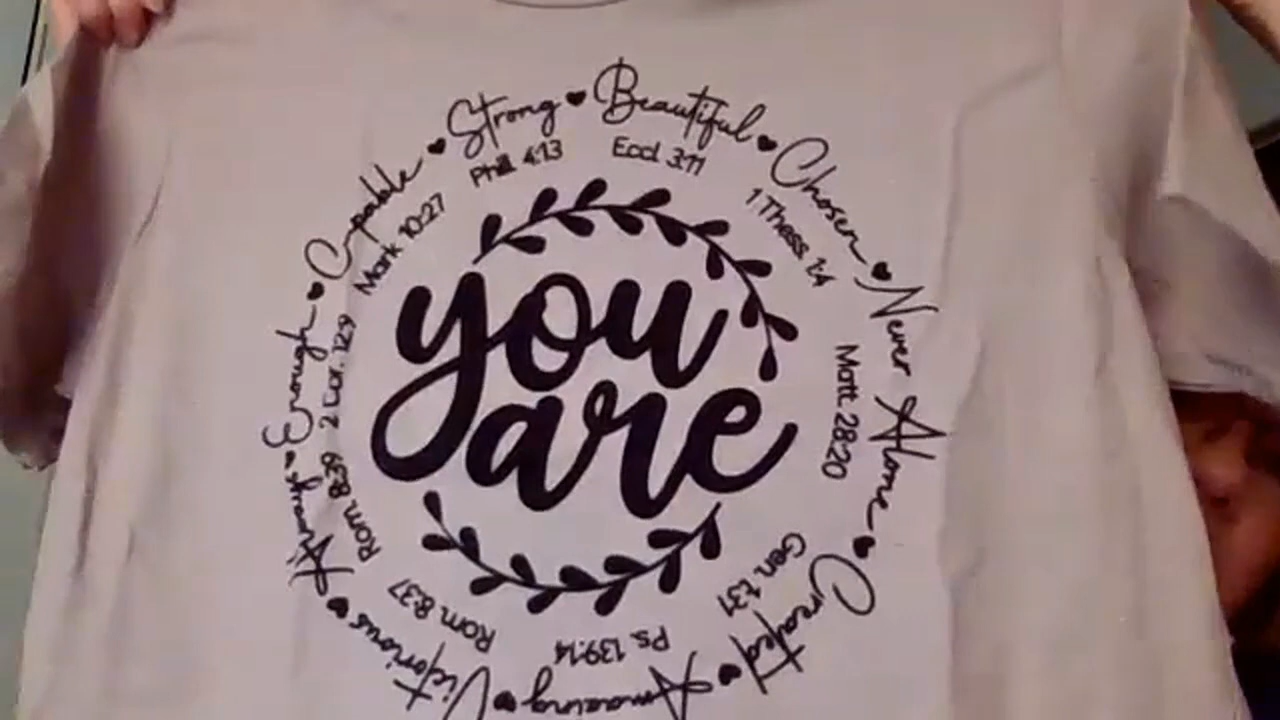 you
are
Strong
Phil 4:13
Beautiful
Eccl 3:11
Chosen
1 Thess 1:4
Never Alone
Matt 28:20
Created
Gen 1:31
Amazing
Ps. 139:14
Victorious
Rom 8:37
Always
Rom 8:39
Enough
2 Cor. 12:9
Capable
Mark 10:27